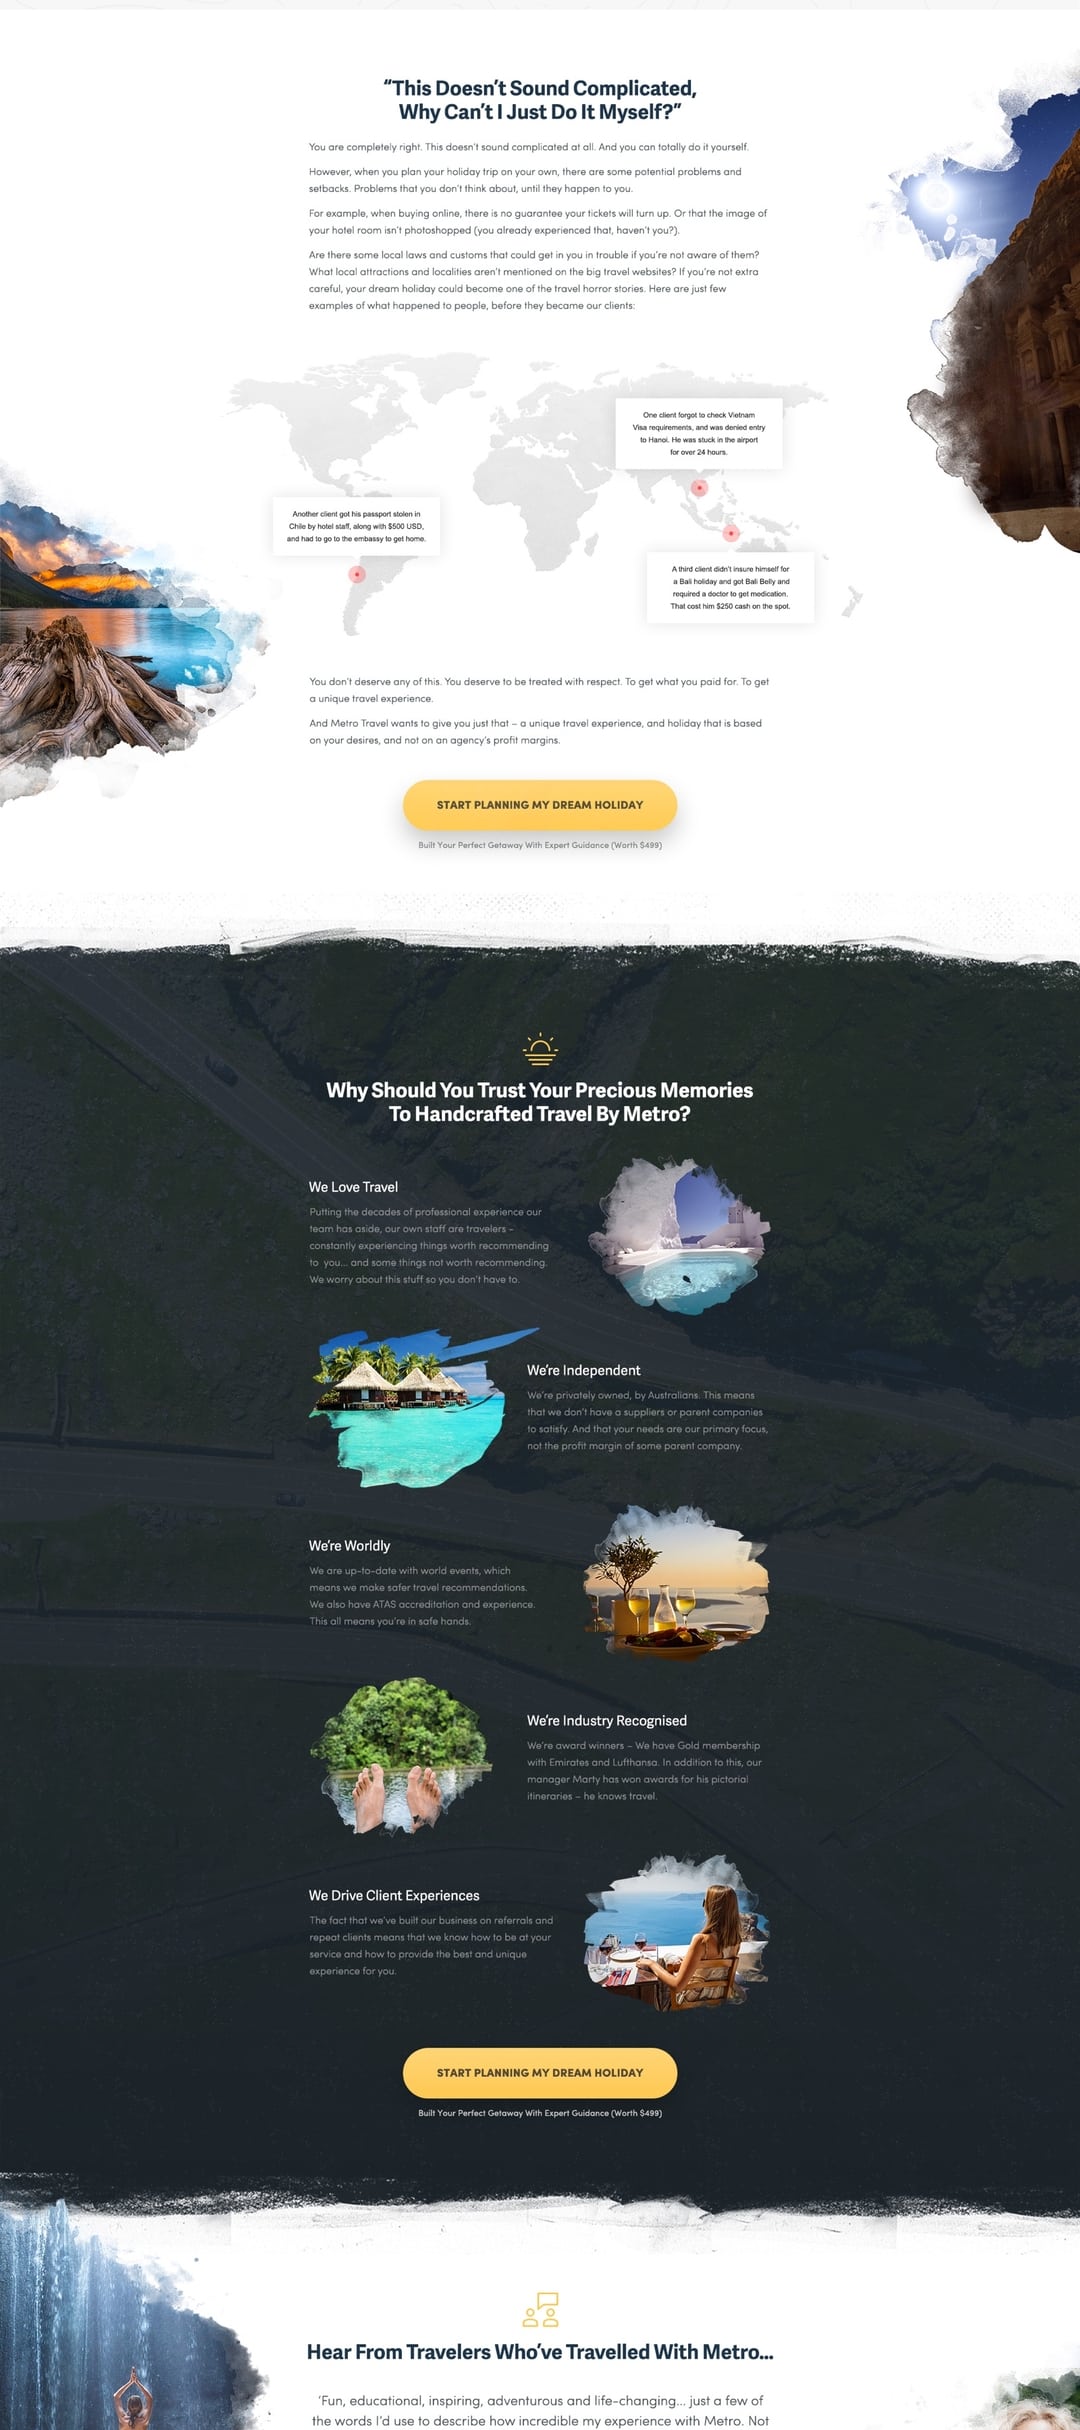 “This Doesn’t Sound Complicated,
Why Can’t I Just Do It Myself?”
You are completely right. This doesn’t sound complicated at all. And you can totally do it yourself.
However, when you plan your holiday trip on your own, there are some potential problems and
setbacks. Problems that you don’t think about, until they happen to you.
For example, when buying online, there is no guarantee your tickets will turn up. Or that the image of
your hotel room isn’t photoshopped (you already experienced that, haven’t you?).
Are there some local laws and customs that could get in you in trouble if you’re not aware of them?
What local attractions and localities aren’t mentioned on the big travel websites? If you’re not extra
careful, your dream holiday could become one of the travel horror stories. Here are just few
examples of what happened to people, before they became our clients:
One client forgot to check Vietnam
Visa requirements, and was denied entry
to Hanoi. He was stuck in the airport
for over 24 hours.
Another client got his passport stolen in
Chile by hotel staff, along with $500 USD,
and had to go to the embassy to get home.
A third client didn’t insure himself for
a Bali holiday and got Bali Belly and
required a doctor to get medication.
That cost him $250 cash on the spot.
You don’t deserve any of this. You deserve to be treated with respect. To get what you paid for. To get
a unique travel experience.
And Metro Travel wants to give you just that – a unique travel experience, and holiday that is based
on your desires, and not on an agency’s profit margins.
START PLANNING MY DREAM HOLIDAY
Built Your Perfect Getaway With Expert Guidance (Worth $499)
Why Should You Trust Your Precious Memories
To Handcrafted Travel By Metro?
We Love Travel
Putting the decades of professional experience our
team has aside, our own staff are travelers -
constantly experiencing things worth recommending
to you... and some things not worth recommending.
We worry about this stuff so you don’t have to.
We’re Independent
We’re privately owned, by Australians. This means
that we don’t have a suppliers or parent companies
to satisfy. And that your needs are our primary focus,
not the profit margin of some parent company.
We’re Worldly
We are up-to-date with world events, which
means we make safer travel recommendations.
We also have ATAS accreditation and experience.
This all means you’re in safe hands.
We’re Industry Recognised
We’re award winners – We have Gold membership
with Emirates and Lufthansa. In addition to this, our
manager Marty has won awards for his pictorial
itineraries – he knows travel.
We Drive Client Experiences
The fact that we’ve built our business on referrals and
repeat clients means that we know how to be at your
service and how to provide the best and unique
experience for you.
START PLANNING MY DREAM HOLIDAY
Built Your Perfect Getaway With Expert Guidance (Worth $499)
Hear From Travelers Who’ve Travelled With Metro...
‘Fun, educational, inspiring, adventurous and life-changing... just a few of
the words I’d use to describe how incredible my experience with Metro. Not